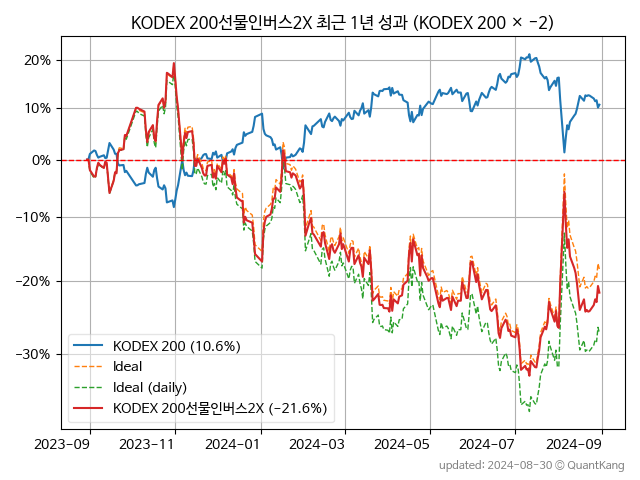 KODEX 200선물인버스2X 최근 1년 성과 (KODEX 200 × −2)
20%
10%
0%
−10%
−20%
−30%
KODEX 200 (10.6%)
Ideal
Ideal (daily)
KODEX 200선물인버스2X (−21.6%)
2023-09
2023-11
2024-01
2024-03
2024-05
2024-07
2024-09
updated: 2024-08-30 © QuantKang